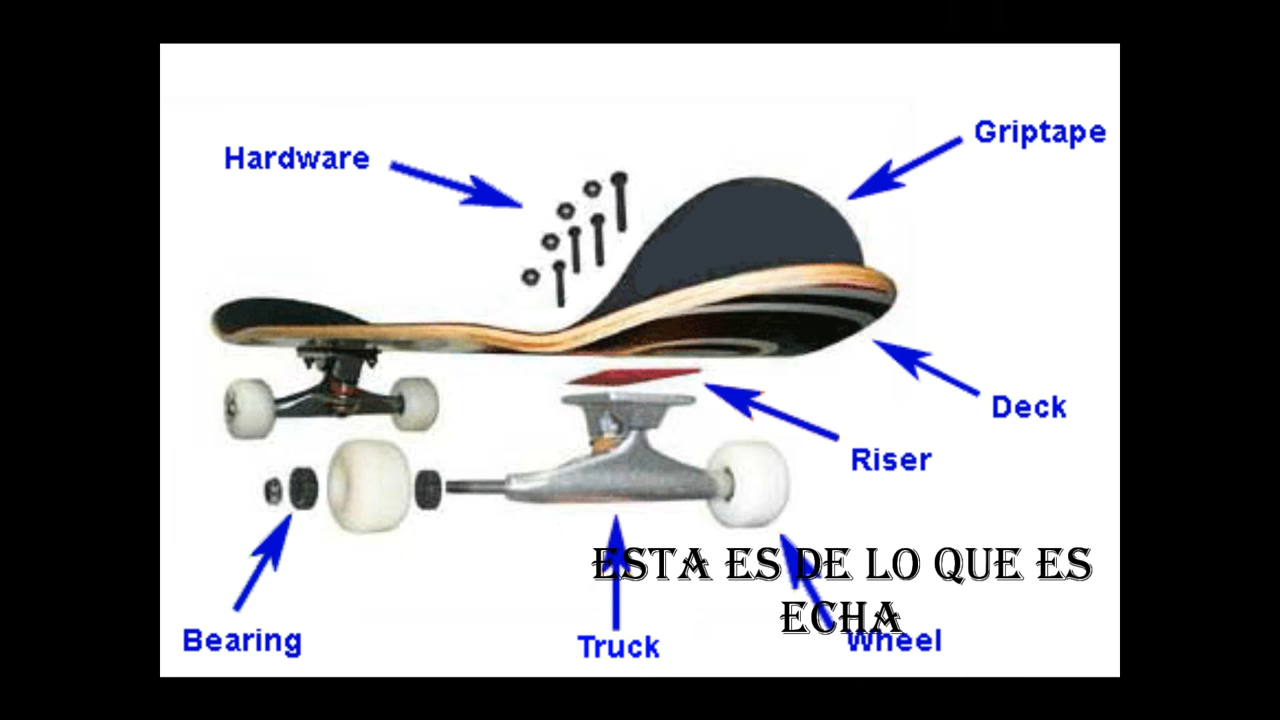 Griptape
Hardware
Deck
Riser
ESTA ES DE LO QUE ES
ECHA
Bearing
Truck
Wheel